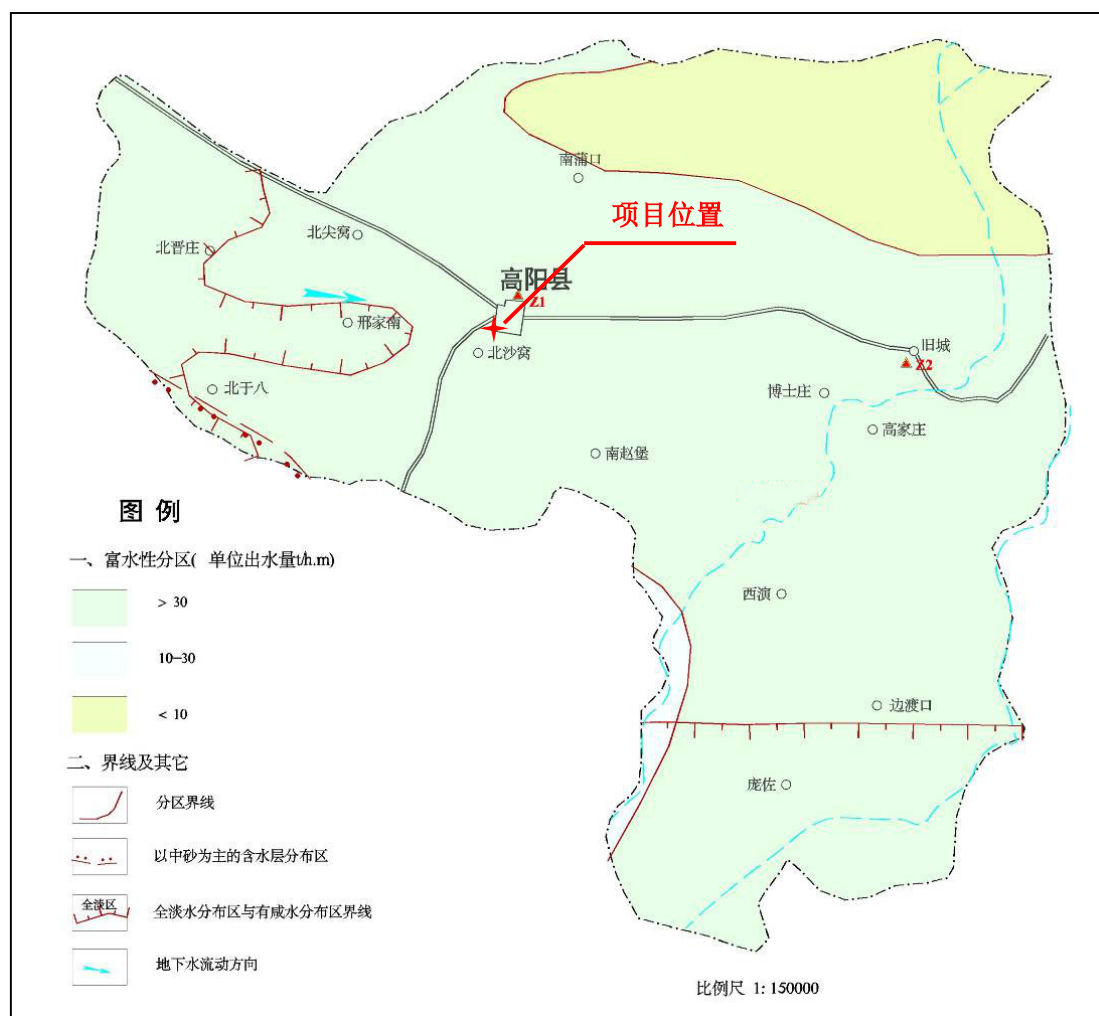 南蒲口
项目位置
北尖窝
北晋庄
高阳县
Z1
邢家南
北沙窝
旧城
Z2
北于八
博士庄
高家庄
南赵堡
图 例
一、富水性分区( 单位出水量t/h.m)
> 30
西演
10-30
< 10
边渡口
二、界线及其它
庞佐
分区界线
以中砂为主的含水层分布区
全淡区
全淡水分布区与有咸水分布区界线
地下水流动方向
比例尺 1: 150000